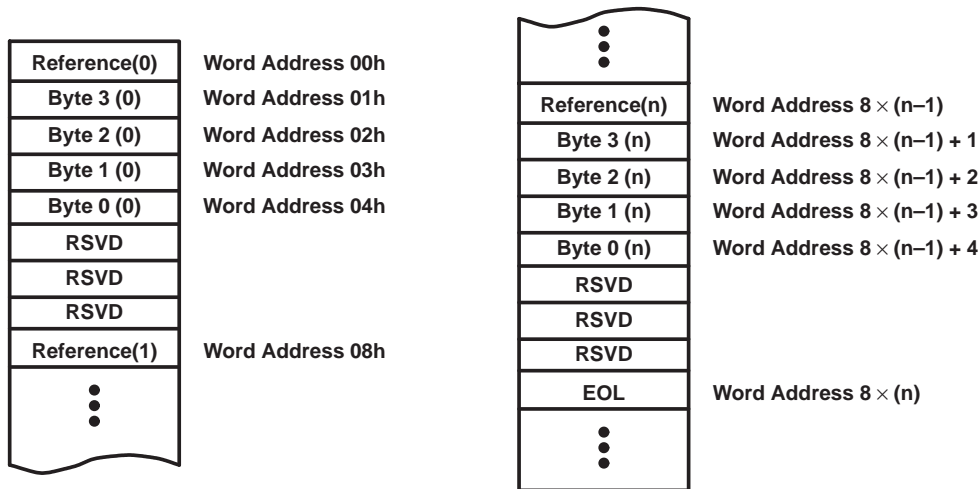 Reference(0) Word Address 00h
Byte 3 (0) Word Address 01h
Byte 2 (0) Word Address 02h
Byte 1 (0) Word Address 03h
Byte 0 (0) Word Address 04h
RSVD
RSVD
RSVD
Reference(1) Word Address 08h
Reference(n) Word Address 8 × (n–1)
Byte 3 (n) Word Address 8 × (n–1) + 1
Byte 2 (n) Word Address 8 × (n–1) + 2
Byte 1 (n) Word Address 8 × (n–1) + 3
Byte 0 (n) Word Address 8 × (n–1) + 4
RSVD
RSVD
RSVD
EOL Word Address 8 × (n)